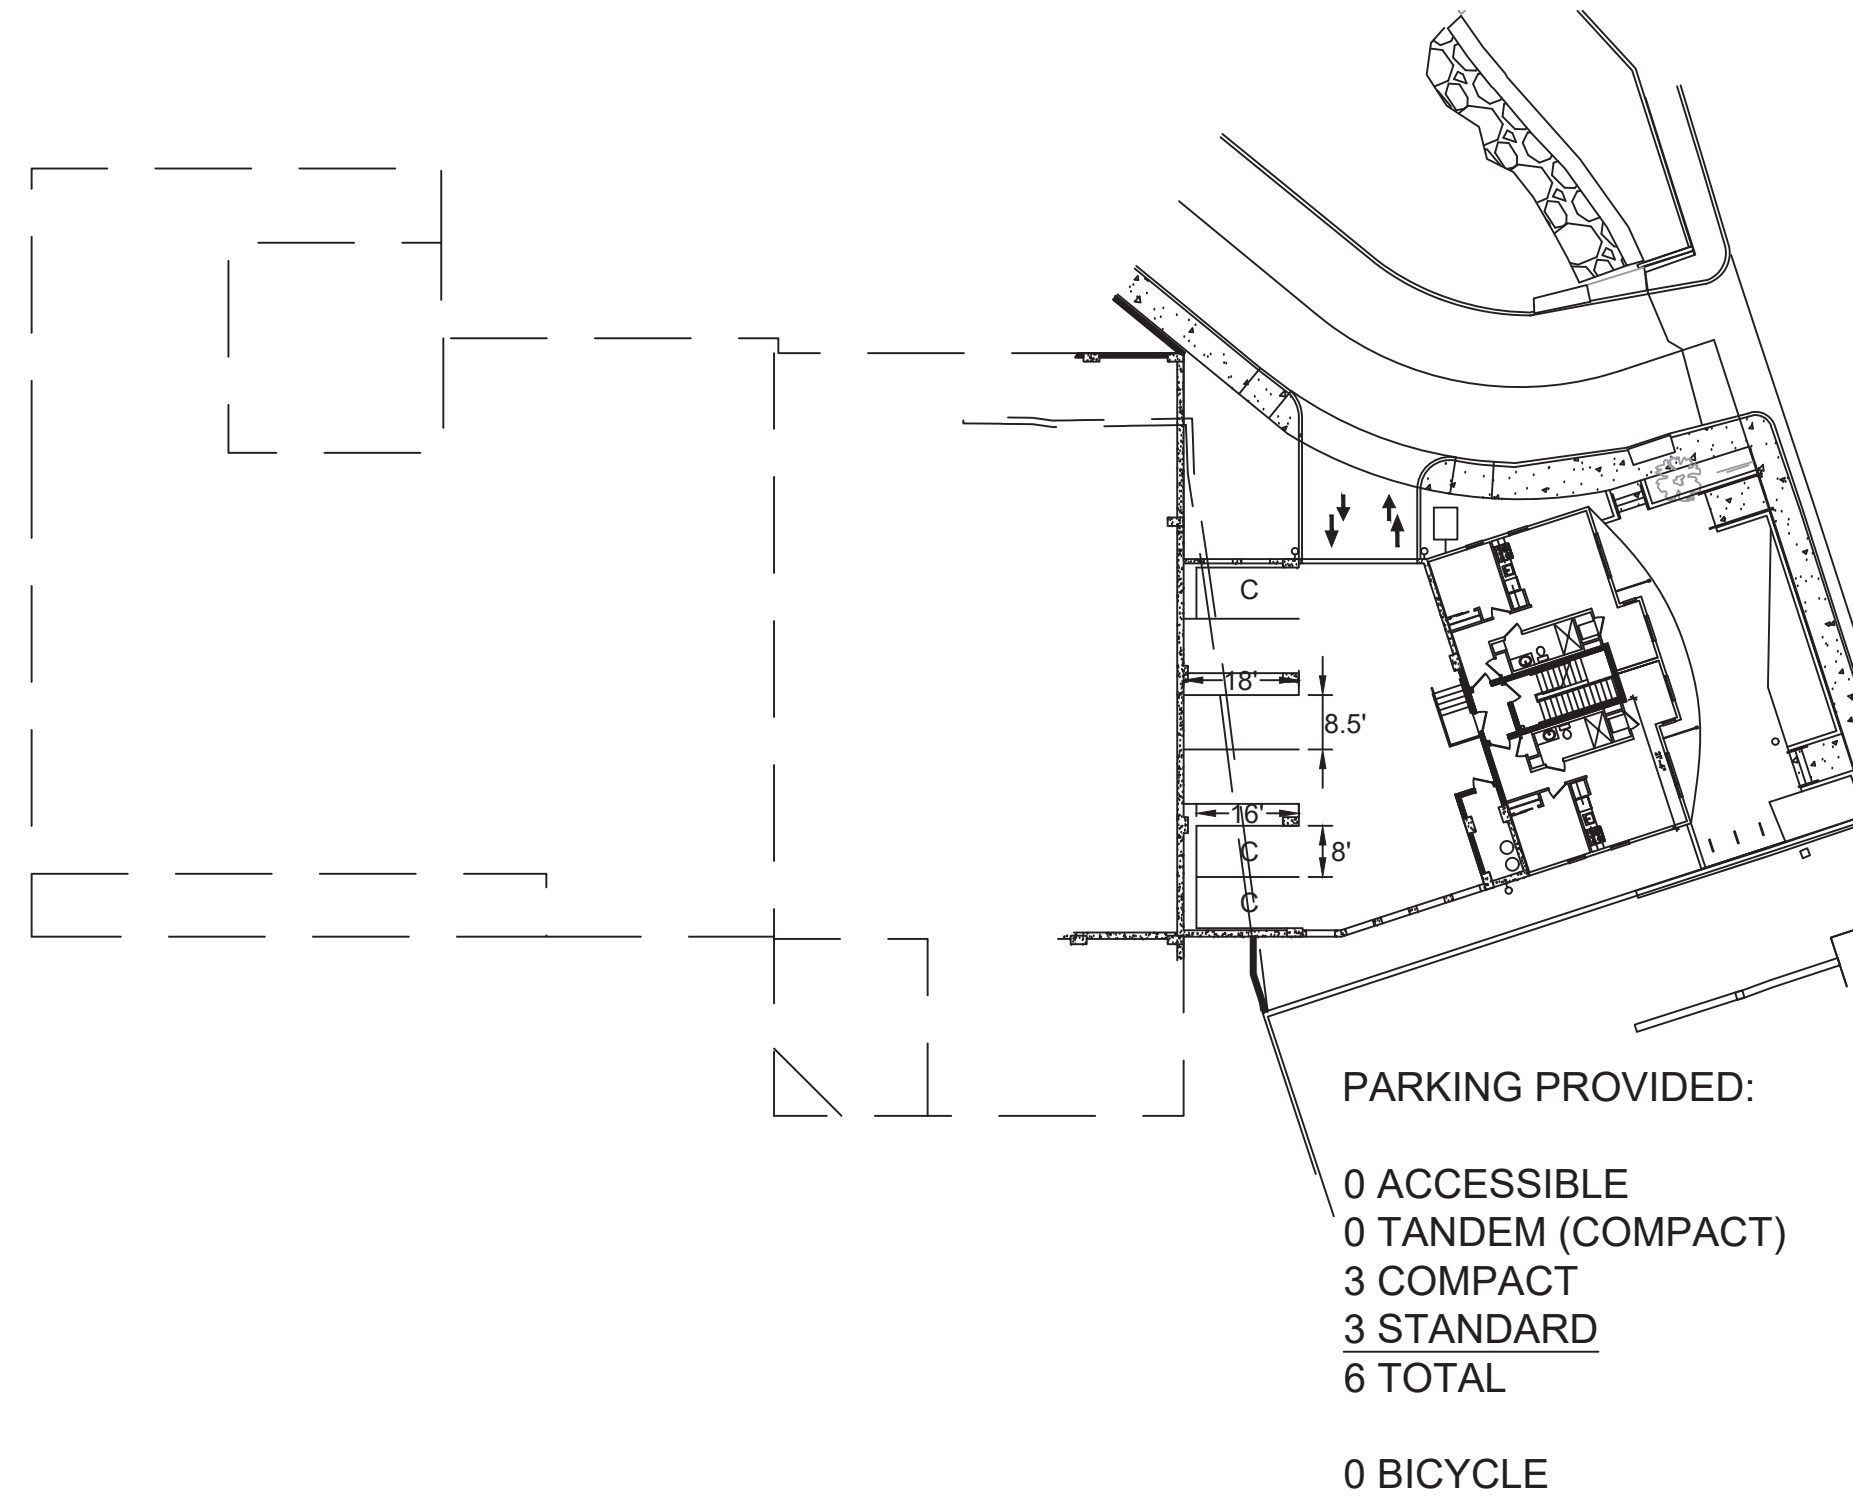 C
18'
8.5'
16'
C
8'
C
PARKING PROVIDED:
0 ACCESSIBLE
0 TANDEM (COMPACT)
3 COMPACT
3 STANDARD
6 TOTAL
0 BICYCLE